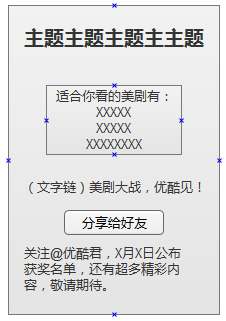 主题主题主题主主题
适合你看的美剧有：
XXXXX
XXXXX
XXXXXXXX
（文字链）美剧大战，优酷见！
分享给好友
关注@优酷君，X月X日公布
获奖名单，还有超多精彩内
容，敬请期待。